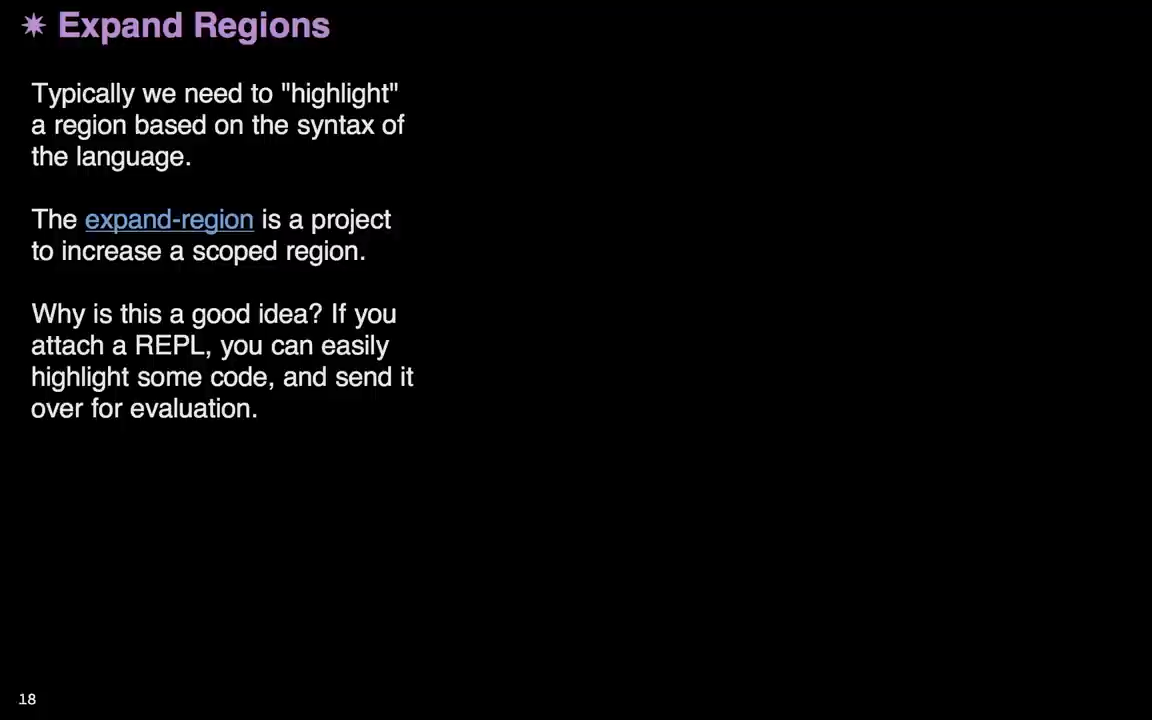 ✷ Expand Regions
Typically we need to "highlight"
a region based on the syntax of
the language.
The expand-region is a project
to increase a scoped region.
Why is this a good idea? If you
attach a REPL, you can easily
highlight some code, and send it
over for evaluation.
18